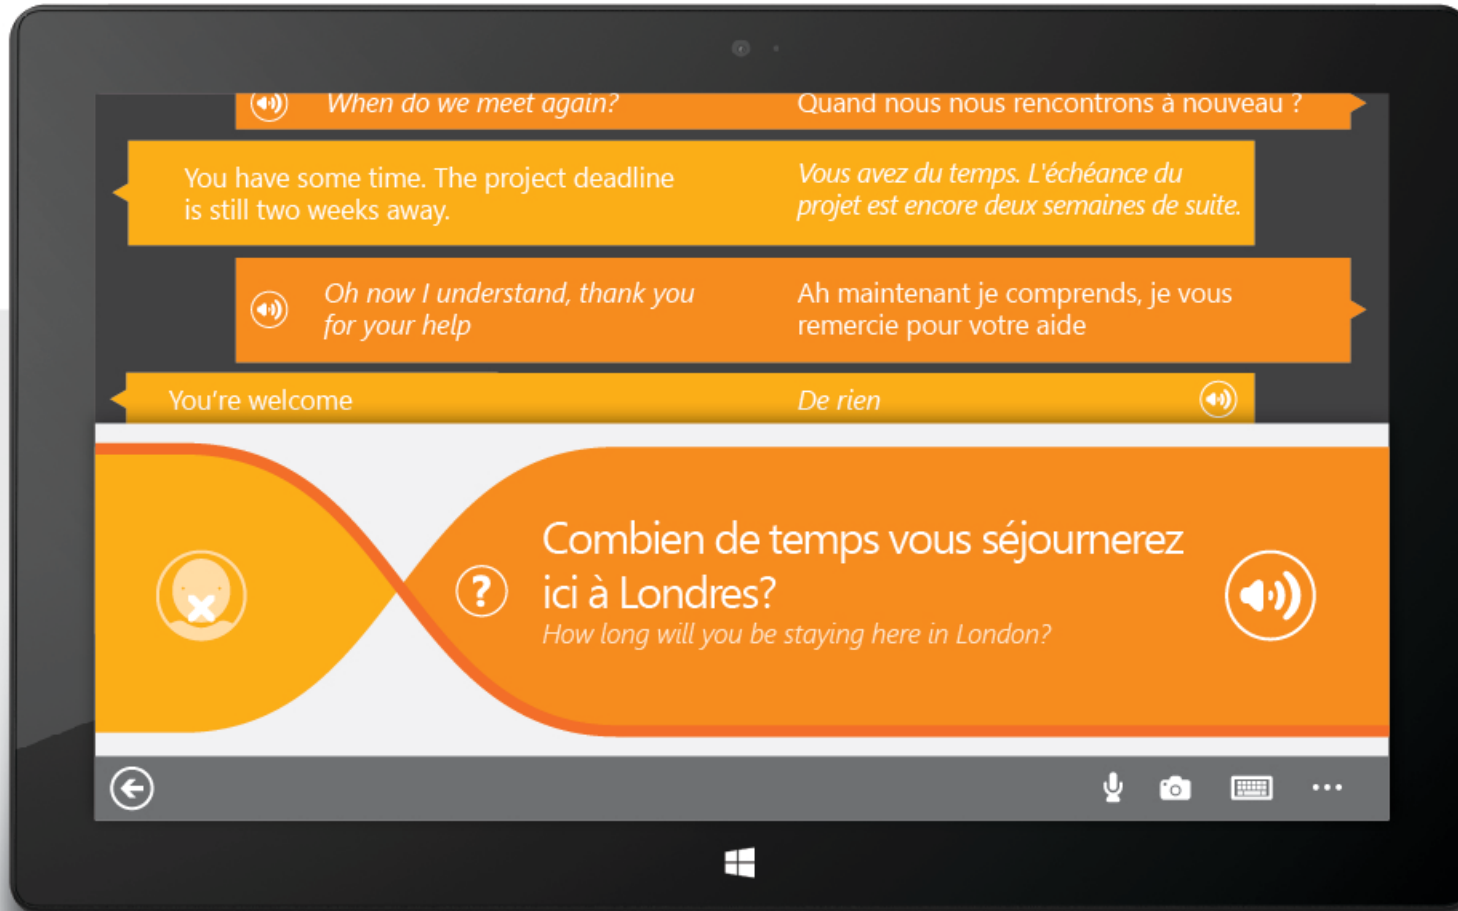 When do we meet again?
Quand nous nous rencontrons à nouveau ?
You have some time. The project deadline
is still two weeks away.
Vous avez du temps. L'échéance du
projet est encore deux semaines de suite.
Oh now I understand, thank you
for your help
Ah maintenant je comprends, je vous
remercie pour votre aide
You're welcome
De rien
?
Combien de temps vous séjournerez
ici à Londres?
How long will you be staying here in London?